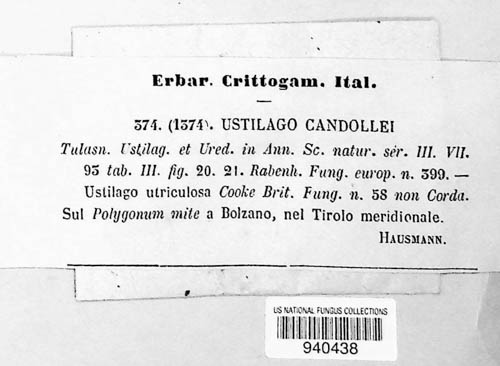 Erbar. Crittogam. Ital.
374. (1374). USTILAGO CANDOLLEI
Tulasn. Ustilag. et Ured. in Ann. Sc. natur. sér. III. VII.
93 tab. III. fig. 20. 21. Rabenh. Fung. europ. n. 399. —
Ustilago utriculosa Cooke Brit. Fung. n. 58 non Corda.
Sul Polygonum mite a Bolzano, nel Tirolo meridionale.
HAUSMANN.
US NATIONAL FUNGUS COLLECTIONS
940438